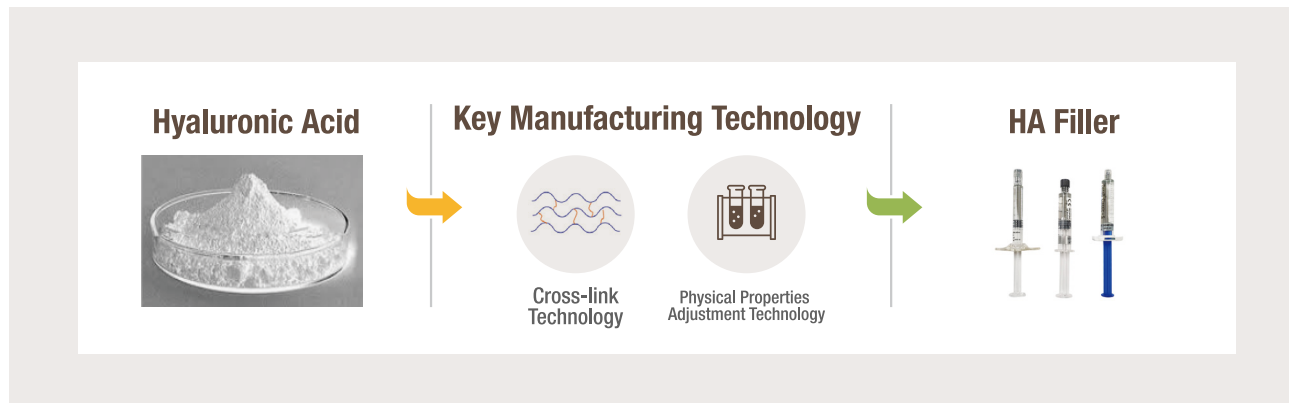 Hyaluronic Acid
Key Manufacturing Technology
HA Filler
Cross-link
Technology
Physical Properties
Adjustment Technology